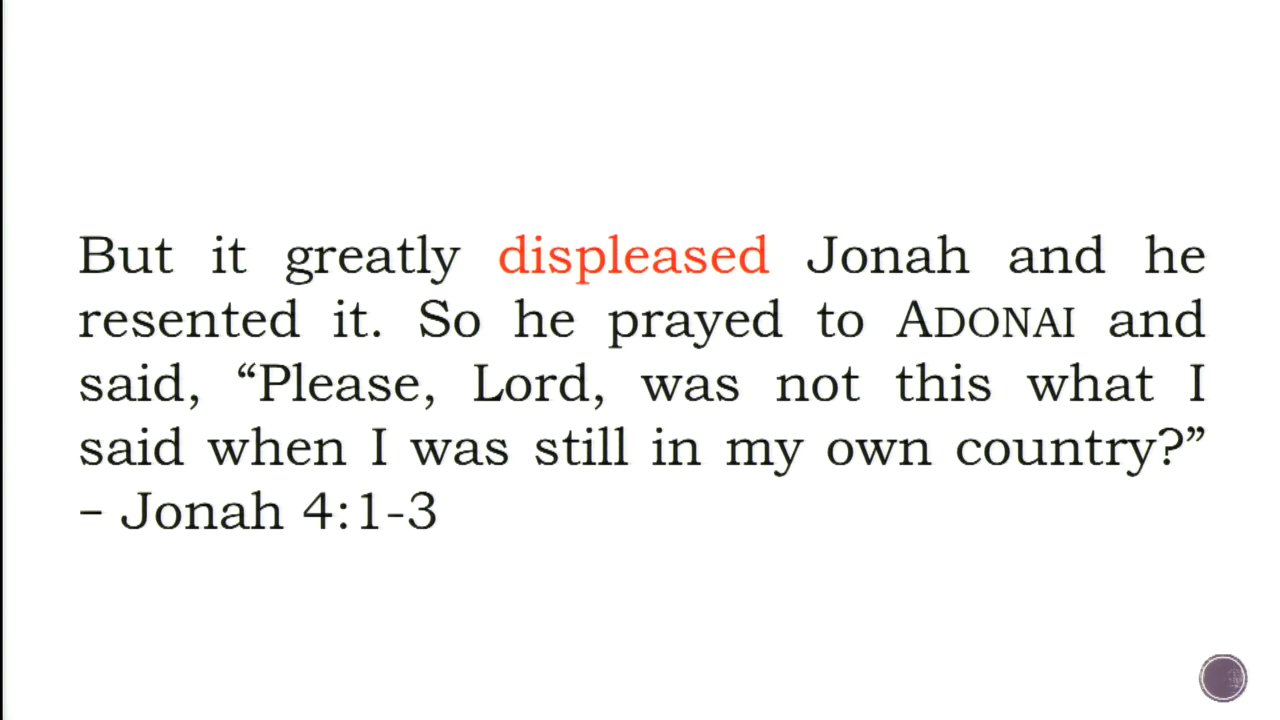 But it greatly displeased Jonah and he
resented it. So he prayed to ADONAI and
said, “Please, Lord, was not this what I
said when I was still in my own country?”
– Jonah 4:1-3